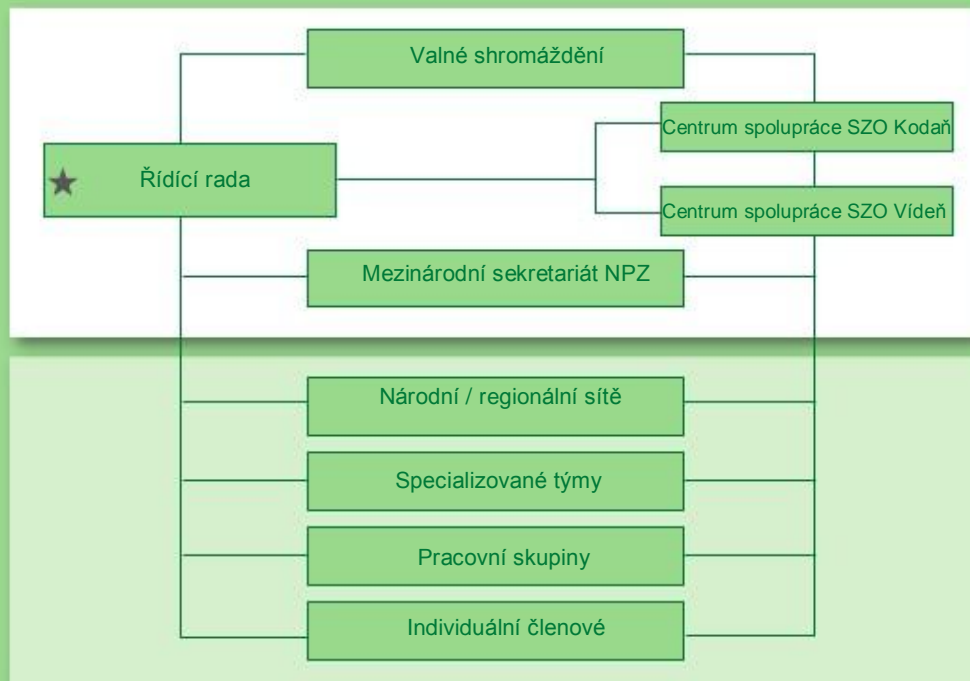 Valné shromáždění
Centrum spolupráce SZO Kodaň
Řídící rada
Centrum spolupráce SZO Vídeň
Mezinárodní sekretariát NPZ
Národní / regionální sítě
Specializované týmy
Pracovní skupiny
Individuální členové